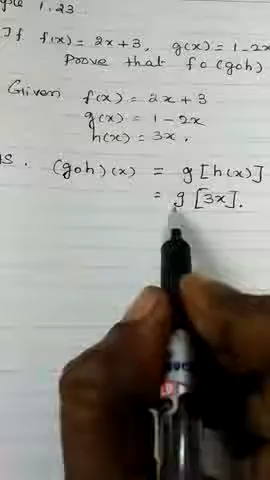 1.23
If f(x) = 2x+3, g(x) = 1-2x
Prove that fo(goh)
Given f(x) = 2x+3
g(x) = 1-2x
h(x) = 3x.
(goh)(x) = g[h(x)]
= g[3x].